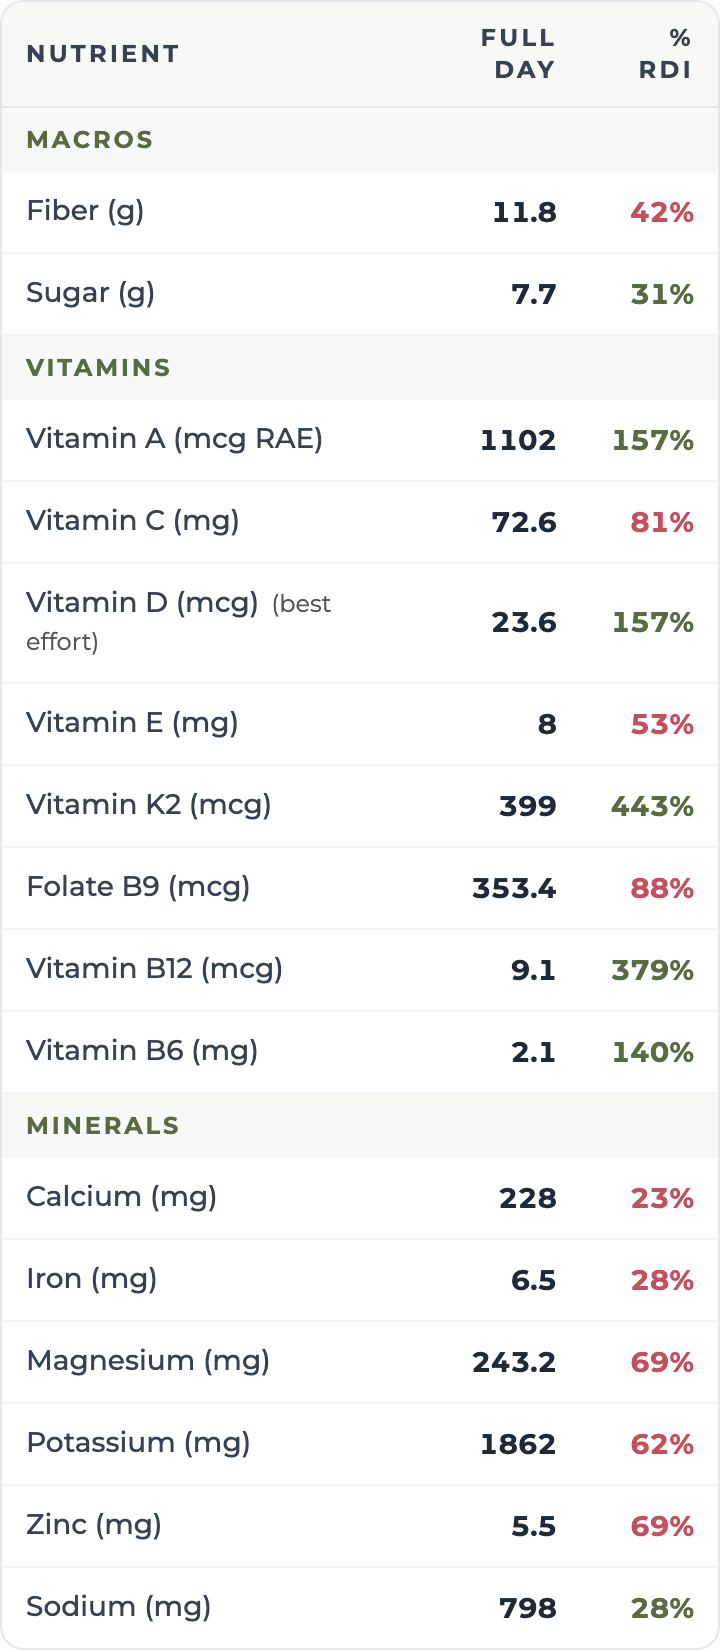 NUTRIENT FULL DAY % RDI
MACROS
Fiber (g) 11.8 42%
Sugar (g) 7.7 31%
VITAMINS
Vitamin A (mcg RAE) 1102 157%
Vitamin C (mg) 72.6 81%
Vitamin D (mcg) (best effort) 23.6 157%
Vitamin E (mg) 8 53%
Vitamin K2 (mcg) 399 443%
Folate B9 (mcg) 353.4 88%
Vitamin B12 (mcg) 9.1 379%
Vitamin B6 (mg) 2.1 140%
MINERALS
Calcium (mg) 228 23%
Iron (mg) 6.5 28%
Magnesium (mg) 243.2 69%
Potassium (mg) 1862 62%
Zinc (mg) 5.5 69%
Sodium (mg) 798 28%